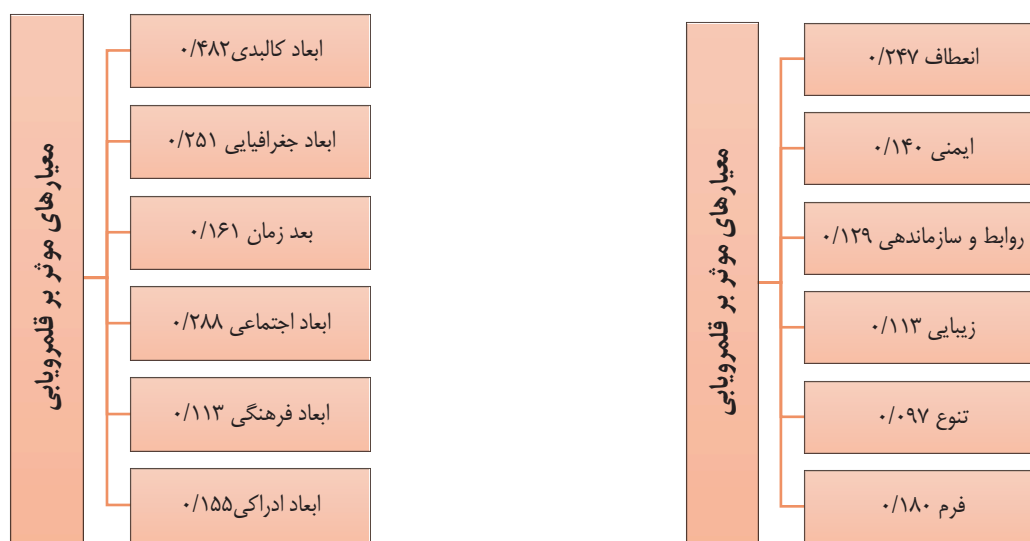 معیارهای موثر بر قلمرویابی
انعطاف ۰/۲۴۷
ایمنی ۰/۱۴۰
روابط و سازماندهی ۰/۱۲۹
زیبایی ۰/۱۱۳
تنوع ۰/۰۹۷
فرم ۰/۱۸۰
معیارهای موثر بر قلمرویابی
ابعاد کالبدی۰/۴۸۲
ابعاد جغرافیایی ۰/۲۵۱
بعد زمان ۰/۱۶۱
ابعاد اجتماعی ۰/۲۸۸
ابعاد فرهنگی ۰/۱۱۳
ابعاد ادراکی۰/۱۵۵